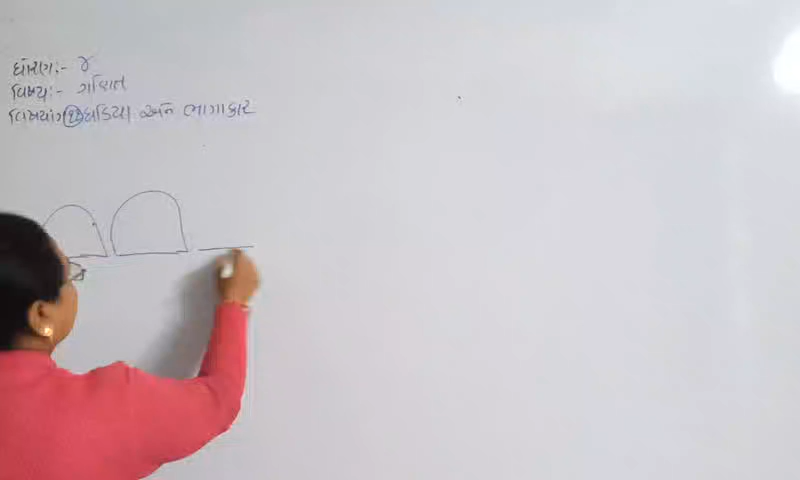 ધોરણ:- ૪
વિષય:- ગણિત
વિષયાંગ ઘડિયા અને ભાગાકાર